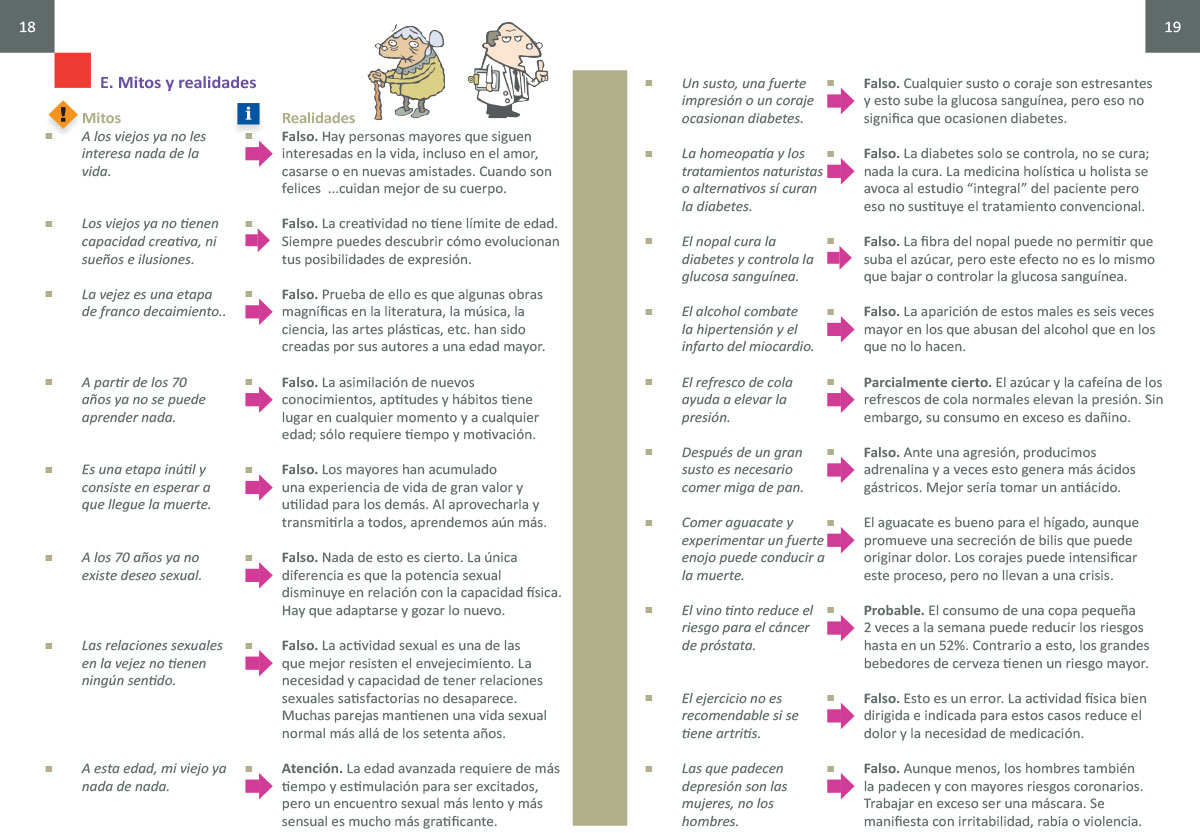 18
E. Mitos y realidades
!
Mitos
i
Realidades
A los viejos ya no les
interesa nada de la
vida.
Falso. Hay personas mayores que siguen
interesadas en la vida, incluso en el amor,
casarse o en nuevas amistades. Cuando son
felices ...cuidan mejor de su cuerpo.
Los viejos ya no tienen
capacidad creativa, ni
sueños e ilusiones.
Falso. La creatividad no tiene límite de edad.
Siempre puedes descubrir cómo evolucionan
tus posibilidades de expresión.
La vejez es una etapa
de franco decaimiento..
Falso. Prueba de ello es que algunas obras
magníficas en la literatura, la música, la
ciencia, las artes plásticas, etc. han sido
creadas por sus autores a una edad mayor.
A partir de los 70
años ya no se puede
aprender nada.
Falso. La asimilación de nuevos
conocimientos, aptitudes y hábitos tiene
lugar en cualquier momento y a cualquier
edad; sólo requiere tiempo y motivación.
Es una etapa inútil y
consiste en esperar a
que llegue la muerte.
Falso. Los mayores han acumulado
una experiencia de vida de gran valor y
utilidad para los demás. Al aprovecharla y
transmitirla a todos, aprendemos aún más.
A los 70 años ya no
existe deseo sexual.
Falso. Nada de esto es cierto. La única
diferencia es que la potencia sexual
disminuye en relación con la capacidad física.
Hay que adaptarse y gozar lo nuevo.
Las relaciones sexuales
en la vejez no tienen
ningún sentido.
Falso. La actividad sexual es una de las
que mejor resisten el envejecimiento. La
necesidad y capacidad de tener relaciones
sexuales satisfactorias no desaparece.
Muchas parejas mantienen una vida sexual
normal más allá de los setenta años.
A esta edad, mi viejo ya
nada de nada.
Atención. La edad avanzada requiere de más
tiempo y estimulación para ser excitados,
pero un encuentro sexual más lento y más
sensual es mucho más gratificante.
19
Un susto, una fuerte
impresión o un coraje
ocasionan diabetes.
Falso. Cualquier susto o coraje son estresantes
y esto sube la glucosa sanguínea, pero eso no
significa que ocasionen diabetes.
La homeopatía y los
tratamientos naturistas
o alternativos sí curan
la diabetes.
Falso. La diabetes solo se controla, no se cura;
nada la cura. La medicina holística u holista se
avoca al estudio “integral” del paciente pero
eso no sustituye el tratamiento convencional.
El nopal cura la
diabetes y controla la
glucosa sanguínea.
Falso. La fibra del nopal puede no permitir que
suba el azúcar, pero este efecto no es lo mismo
que bajar o controlar la glucosa sanguínea.
El alcohol combate
la hipertensión y el
infarto del miocardio.
Falso. La aparición de estos males es seis veces
mayor en los que abusan del alcohol que en los
que no lo hacen.
El refresco de cola
ayuda a elevar la
presión.
Parcialmente cierto. El azúcar y la cafeína de los
refrescos de cola normales elevan la presión. Sin
embargo, su consumo en exceso es dañino.
Después de un gran
susto es necesario
comer miga de pan.
Falso. Ante una agresión, producimos
adrenalina y a veces esto genera más ácidos
gástricos. Mejor sería tomar un antiácido.
Comer aguacate y
experimentar un fuerte
enojo puede conducir a
la muerte.
El aguacate es bueno para el hígado, aunque
promueve una secreción de bilis que puede
originar dolor. Los corajes puede intensificar
este proceso, pero no llevan a una crisis.
El vino tinto reduce el
riesgo para el cáncer
de próstata.
Probable. El consumo de una copa pequeña
2 veces a la semana puede reducir los riesgos
hasta en un 52%. Contrario a esto, los grandes
bebedores de cerveza tienen un riesgo mayor.
El ejercicio no es
recomendable si se
tiene artritis.
Falso. Esto es un error. La actividad física bien
dirigida e indicada para estos casos reduce el
dolor y la necesidad de medicación.
Las que padecen
depresión son las
mujeres, no los
hombres.
Falso. Aunque menos, los hombres también
la padecen y con mayores riesgos coronarios.
Trabajar en exceso ser una máscara. Se
manifiesta con irritabilidad, rabia o violencia.